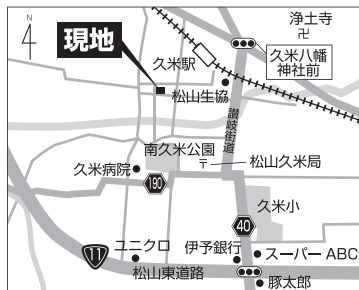 N
4
現地
久米駅
浄土寺
卍
久米八幡
神社前
松山生協
讃岐街道
南久米公園
〒
松山久米局
久米病院
190
久米小
40
ユニクロ
伊予銀行
スーパー ABC
11
松山東道路
豚太郎